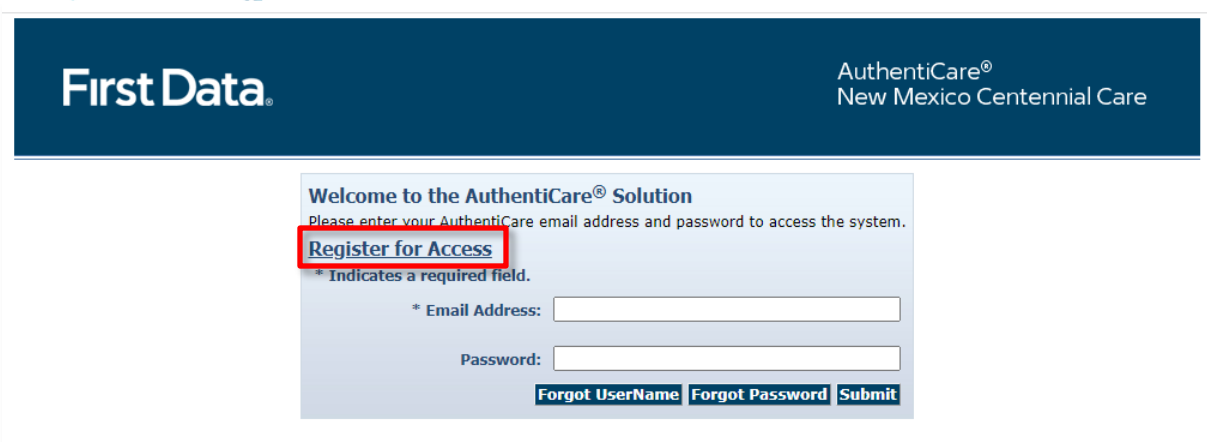 First Data®
AuthentiCare®
New Mexico Centennial Care
Welcome to the AuthentiCare® Solution
Please enter your AuthentiCare email address and password to access the system.
Register for Access
* Indicates a required field.
* Email Address:
Password:
Forgot UserName Forgot Password Submit